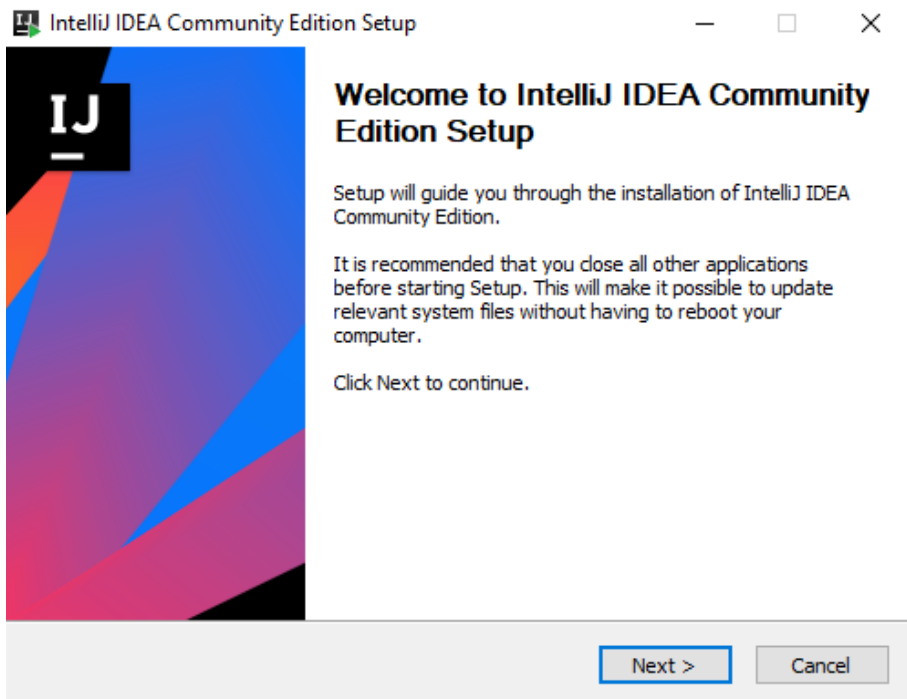 IntelliJ IDEA Community Edition Setup
IJ
Welcome to IntelliJ IDEA Community
Edition Setup
Setup will guide you through the installation of IntelliJ IDEA
Community Edition.
It is recommended that you close all other applications
before starting Setup. This will make it possible to update
relevant system files without having to reboot your
computer.
Click Next to continue.
Next >
Cancel